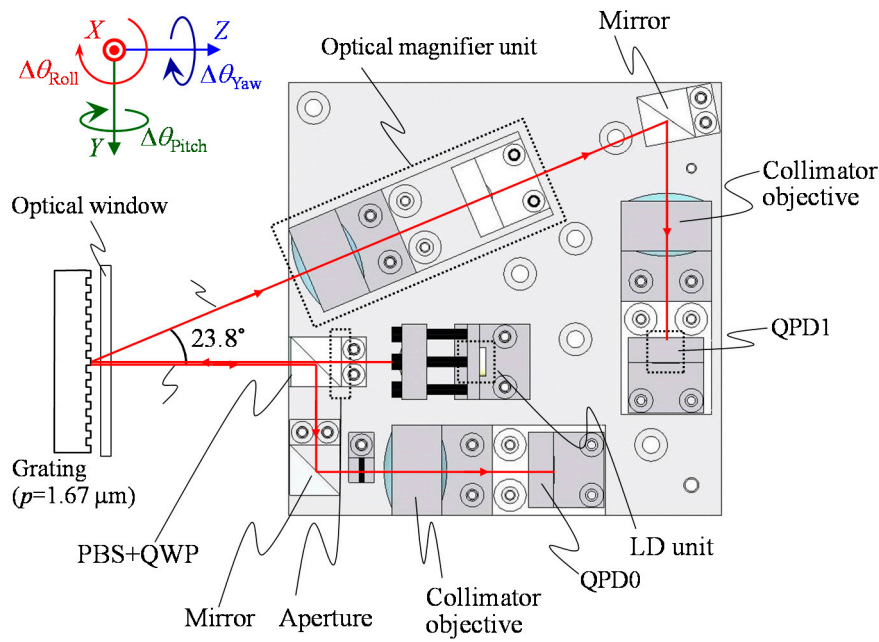 X
Z
ΔθRoll
ΔθYaw
Y
ΔθPitch
Optical magnifier unit
Mirror
Collimator
objective
Optical window
23.8°
QPD1
Grating
(p=1.67 μm)
PBS+QWP
Mirror
Aperture
Collimator
objective
QPD0
LD unit